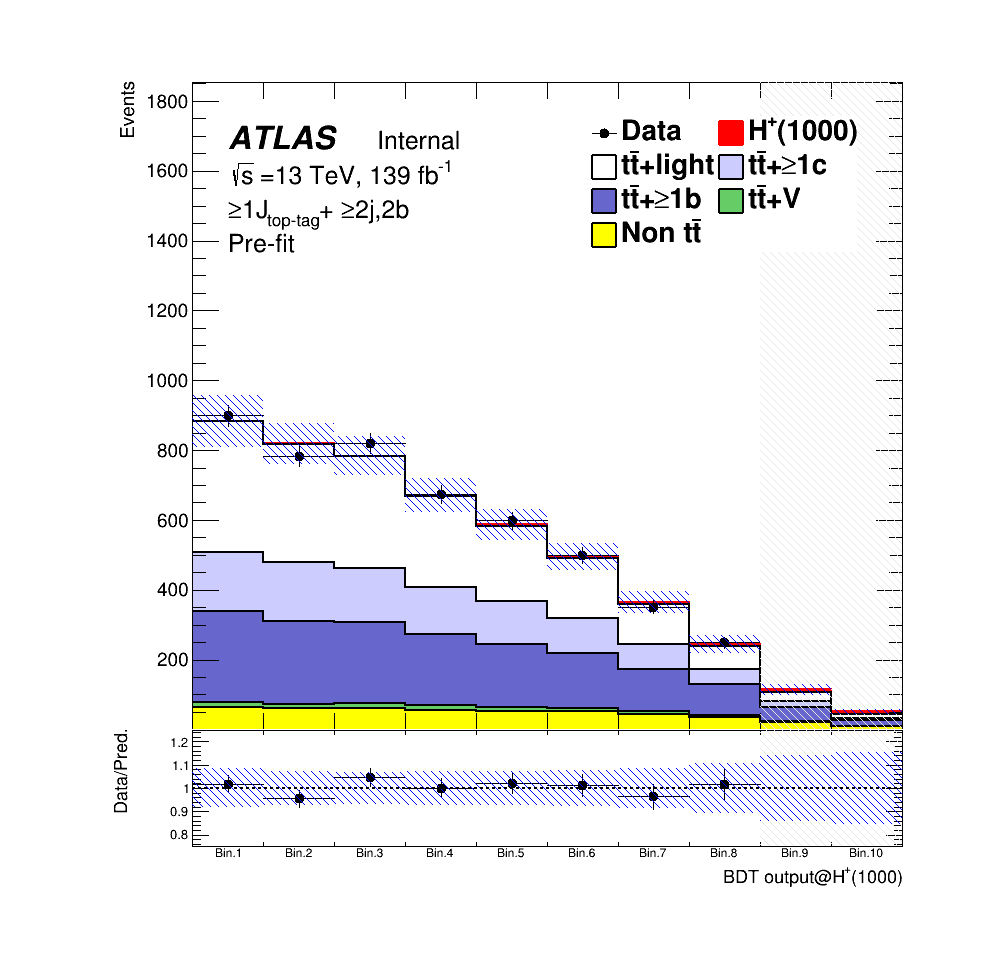 Events
1800
1600
1400
1200
1000
800
600
400
200
ATLAS Internal
√s =13 TeV, 139 fb⁻¹
≥1J_top-tag+ ≥2j,2b
Pre-fit
Data
H⁺(1000)
tt̄+light
tt̄+≥1c
tt̄+≥1b
tt̄+V
Non tt̄
Data/Pred.
1.2
1.1
1
0.9
0.8
Bin.1 Bin.2 Bin.3 Bin.4 Bin.5 Bin.6 Bin.7 Bin.8 Bin.9 Bin.10
BDT output@H⁺(1000)